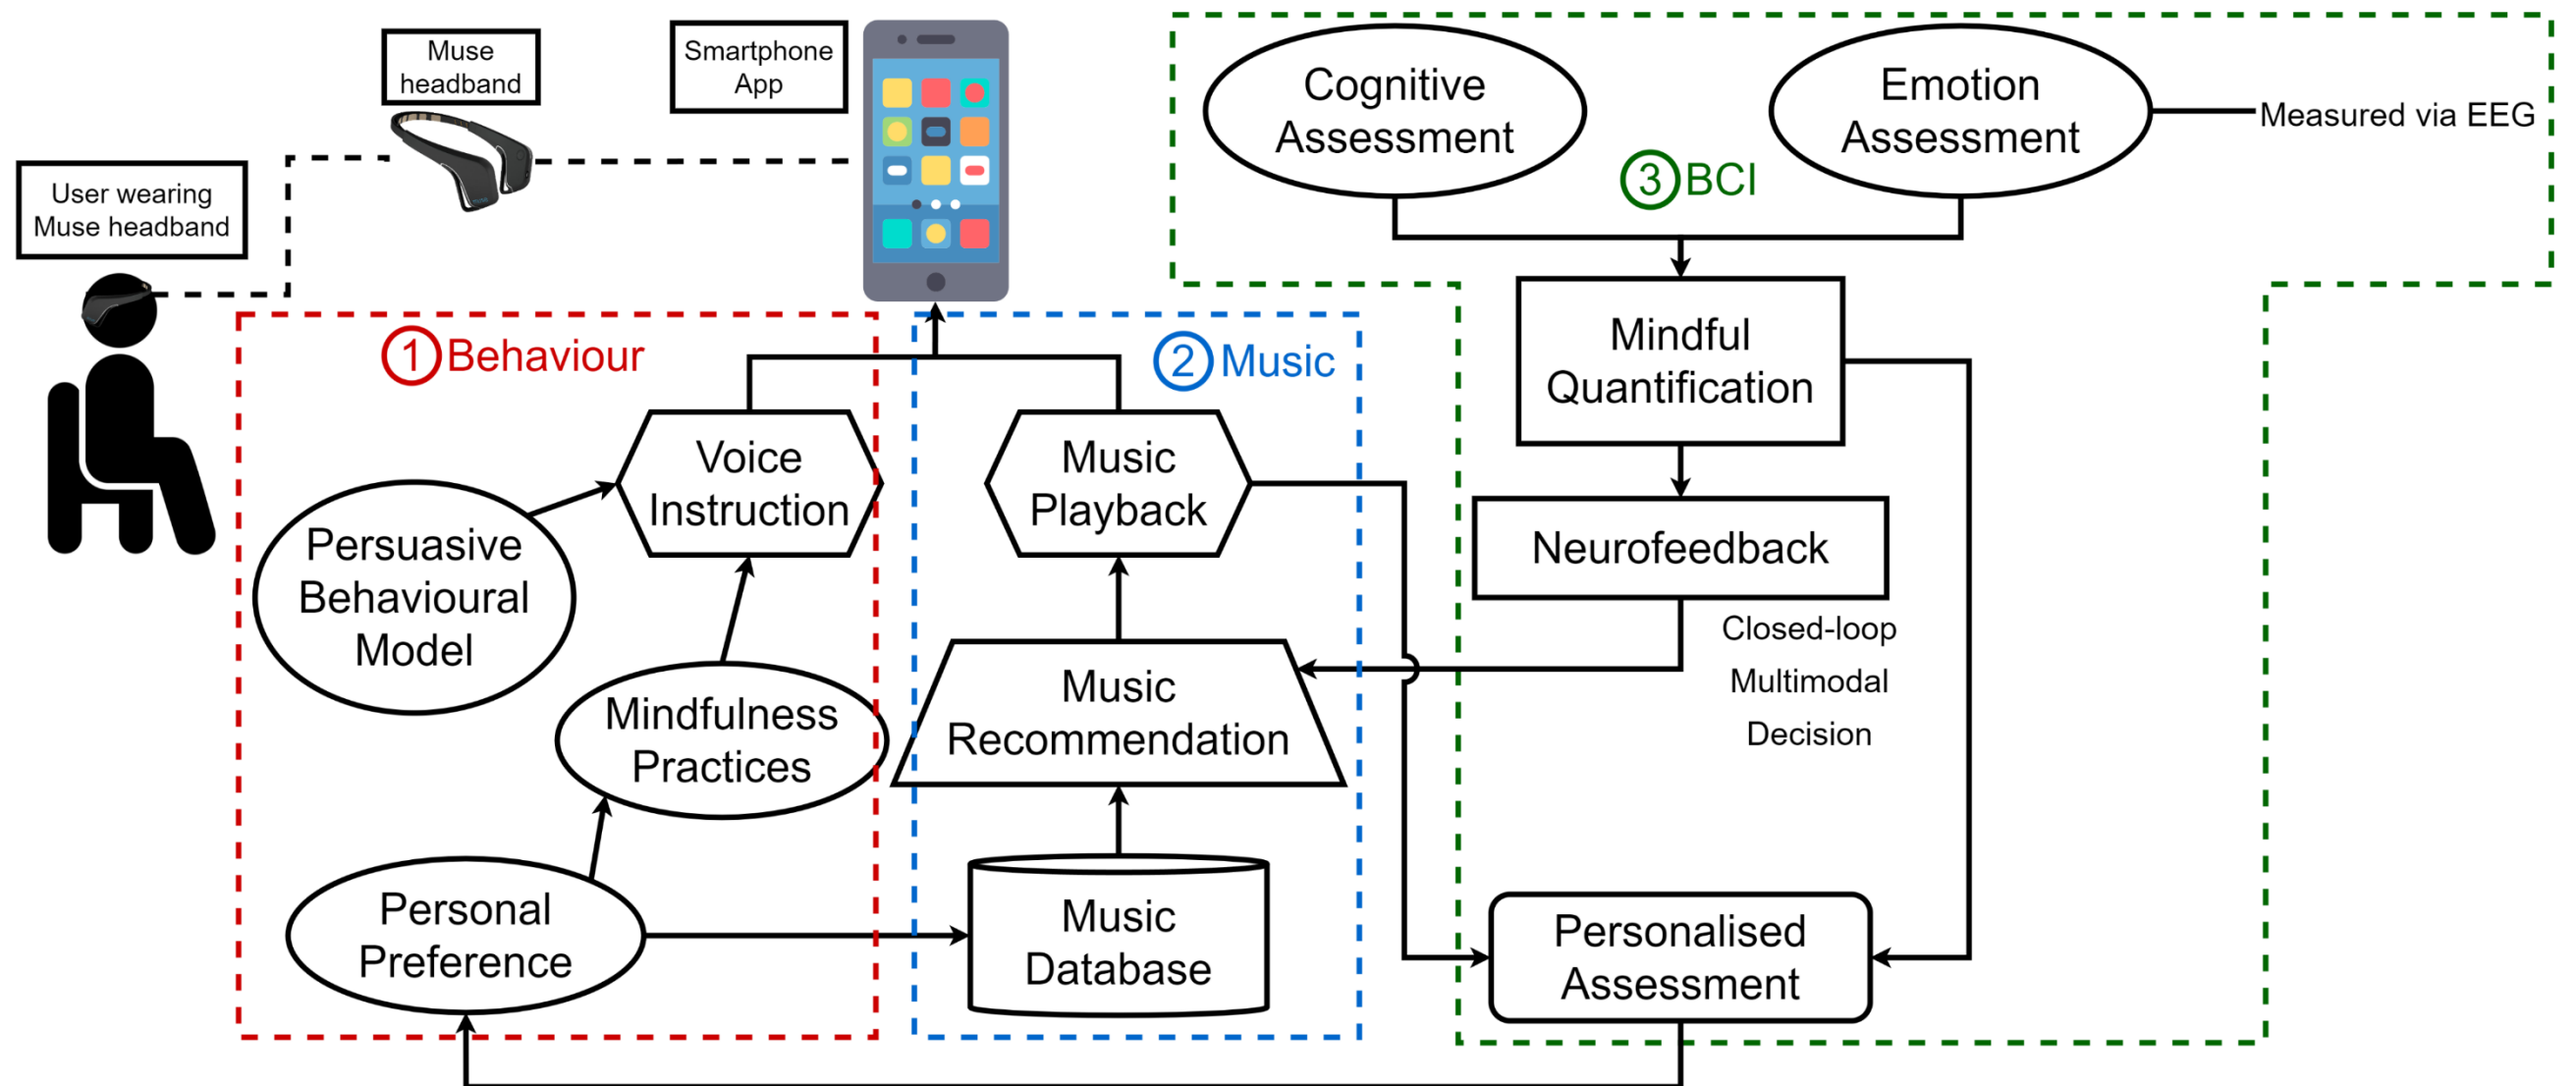 Muse
headband
Smartphone
App
User wearing
Muse headband
Cognitive
Assessment
Emotion
Assessment
Measured via EEG
3 BCI
1 Behaviour
2 Music
Mindful
Quantification
Voice
Instruction
Music
Playback
Neurofeedback
Persuasive
Behavioural
Model
Closed-loop
Multimodal
Decision
Mindfulness
Practices
Music
Recommendation
Personal
Preference
Music
Database
Personalised
Assessment